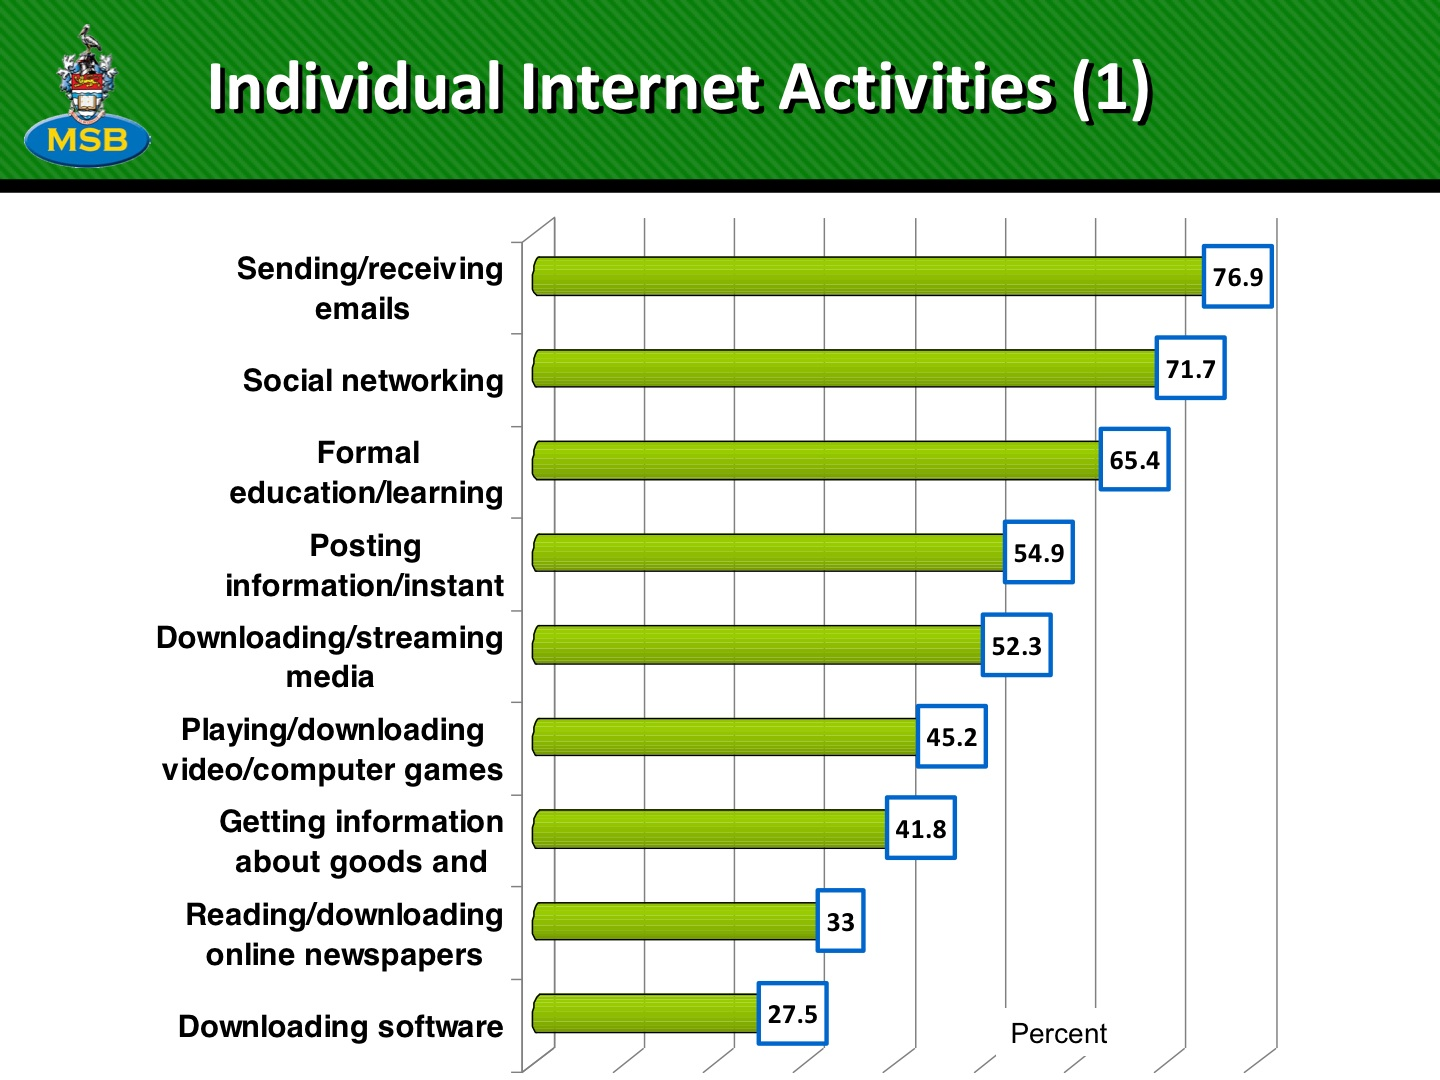 MSB
Individual Internet Activities (1)
Sending/receiving
emails
76.9
Social networking
71.7
Formal
education/learning
65.4
Posting
information/instant
54.9
Downloading/streaming
media
52.3
Playing/downloading
video/computer games
45.2
Getting information
about goods and
41.8
Reading/downloading
online newspapers
33
Downloading software
27.5
Percent